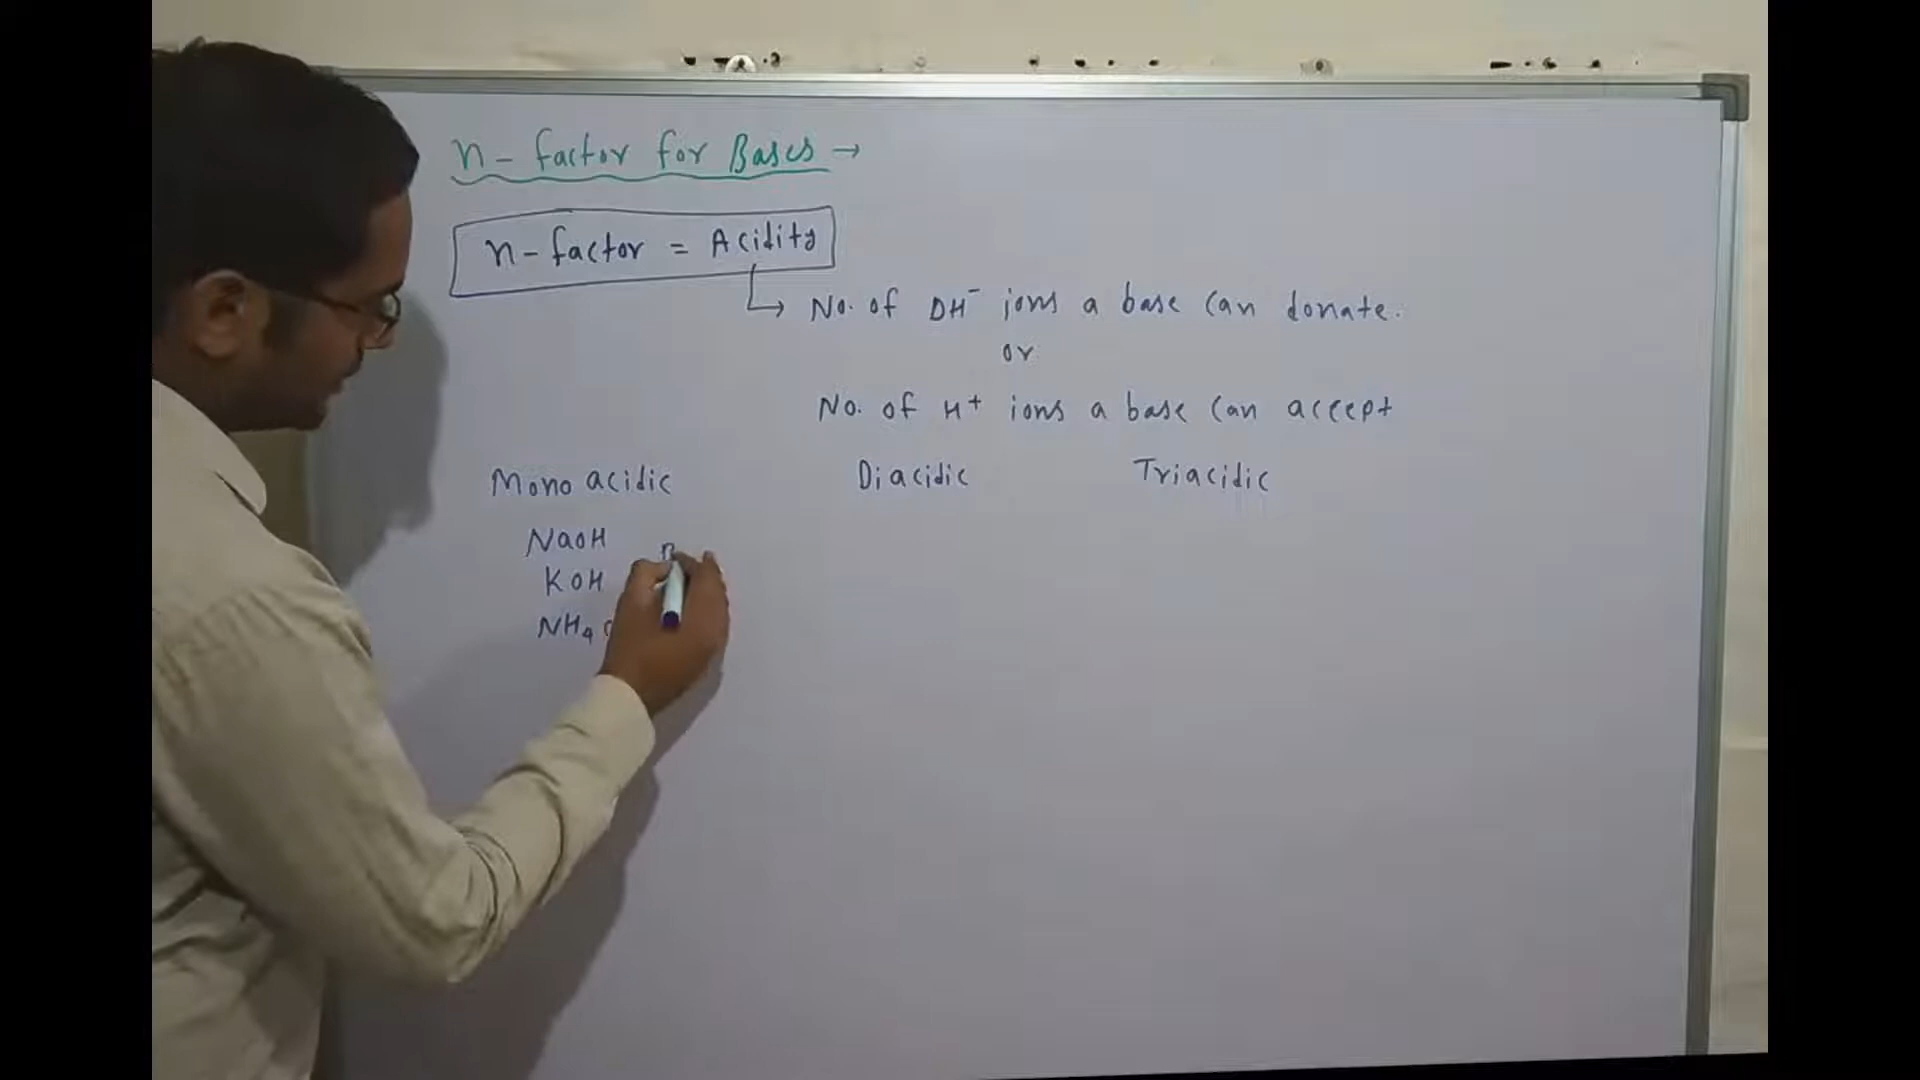 n- factor for Bases →
n- factor = Acidity
No. of OH⁻ ions a base can donate.
or
No. of H⁺ ions a base can accept
Mono acidic Diacidic Triacidic
NaOH
KOH
NH₄